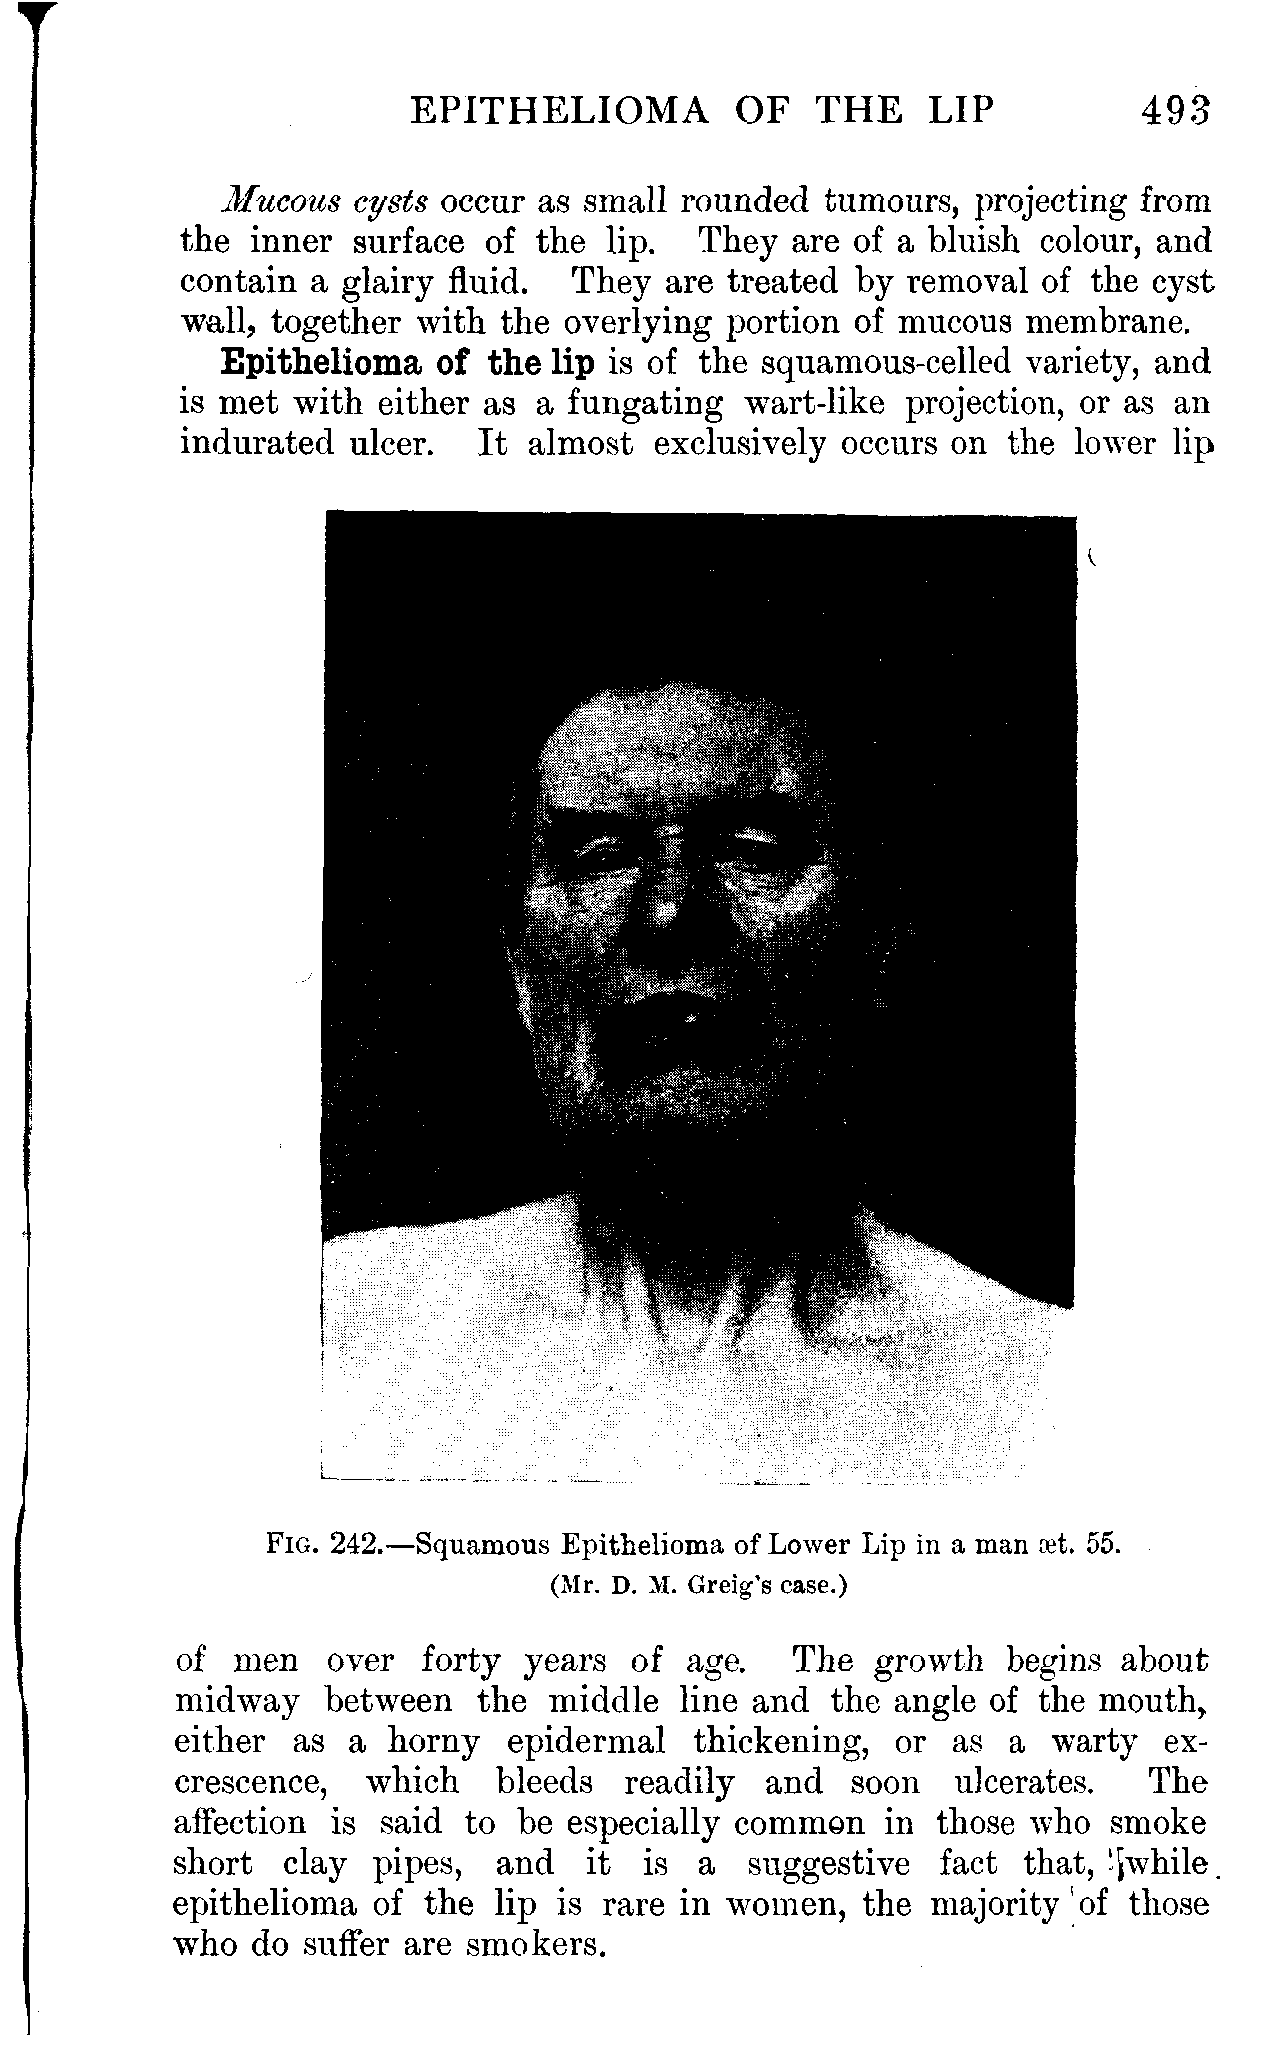 EPITHELIOMA OF THE LIP 493
Mucous cysts occur as small rounded tumours, projecting from
the inner surface of the lip. They are of a bluish colour, and
contain a glairy fluid. They are treated by removal of the cyst
wall, together with the overlying portion of mucous membrane.
Epithelioma of the lip is of the squamous-celled variety, and
is met with either as a fungating wart-like projection, or as an
indurated ulcer. It almost exclusively occurs on the lower lip
FIG. 242.—Squamous Epithelioma of Lower Lip in a man æt. 55.
(Mr. D. M. Greig's case.)
of men over forty years of age. The growth begins about
midway between the middle line and the angle of the mouth,
either as a horny epidermal thickening, or as a warty ex-
crescence, which bleeds readily and soon ulcerates. The
affection is said to be especially common in those who smoke
short clay pipes, and it is a suggestive fact that, while
epithelioma of the lip is rare in women, the majority of those
who do suffer are smokers.